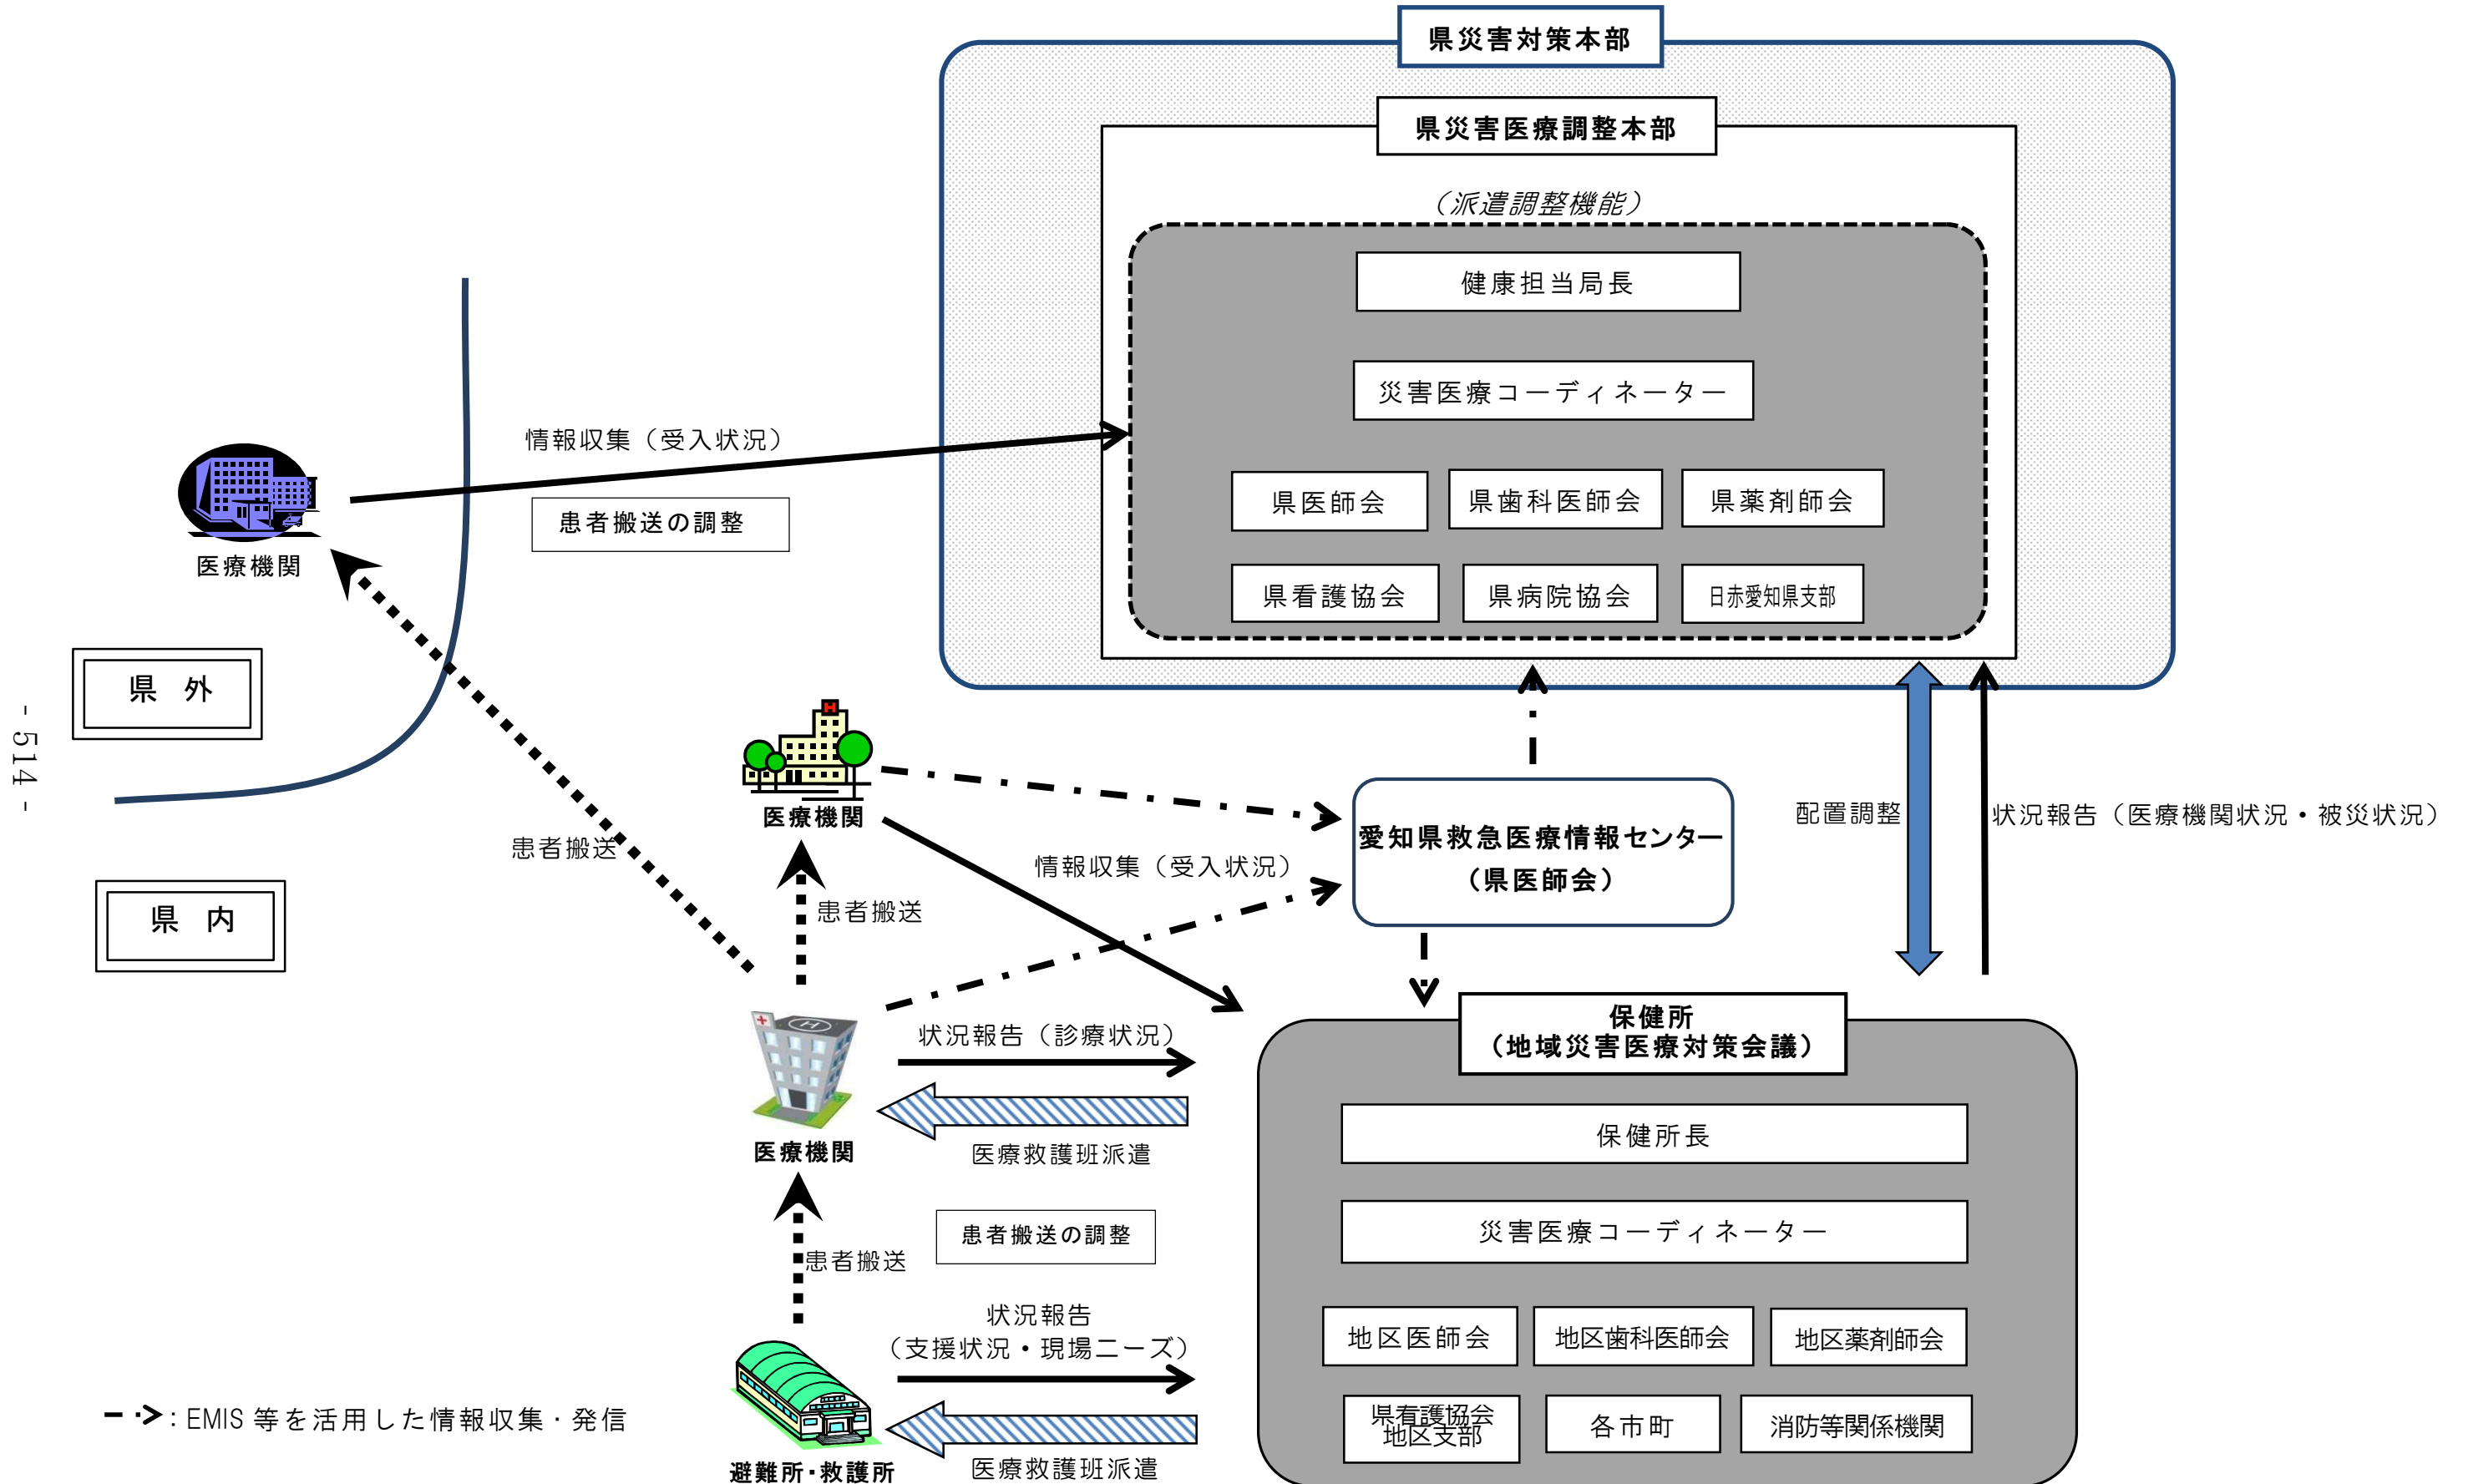 県災害対策本部
県災害医療調整本部
（派遣調整機能）
健康担当局長
災害医療コーディネーター
県医師会
県歯科医師会
県薬剤師会
県看護協会
県病院協会
日赤愛知県支部
情報収集（受入状況）
患者搬送の調整
医療機関
県　外
県　内
患者搬送
医療機関
患者搬送
情報収集（受入状況）
愛知県救急医療情報センター
（県医師会）
配置調整
状況報告（医療機関状況・被災状況）
医療機関
状況報告（診療状況）
医療救護班派遣
患者搬送の調整
患者搬送
状況報告
（支援状況・現場ニーズ）
医療救護班派遣
避難所・救護所
保健所
（地域災害医療対策会議）
保健所長
災害医療コーディネーター
地区医師会
地区歯科医師会
地区薬剤師会
県看護協会
地区支部
各市町
消防等関係機関
：EMIS 等を活用した情報収集・発信
- 514 -